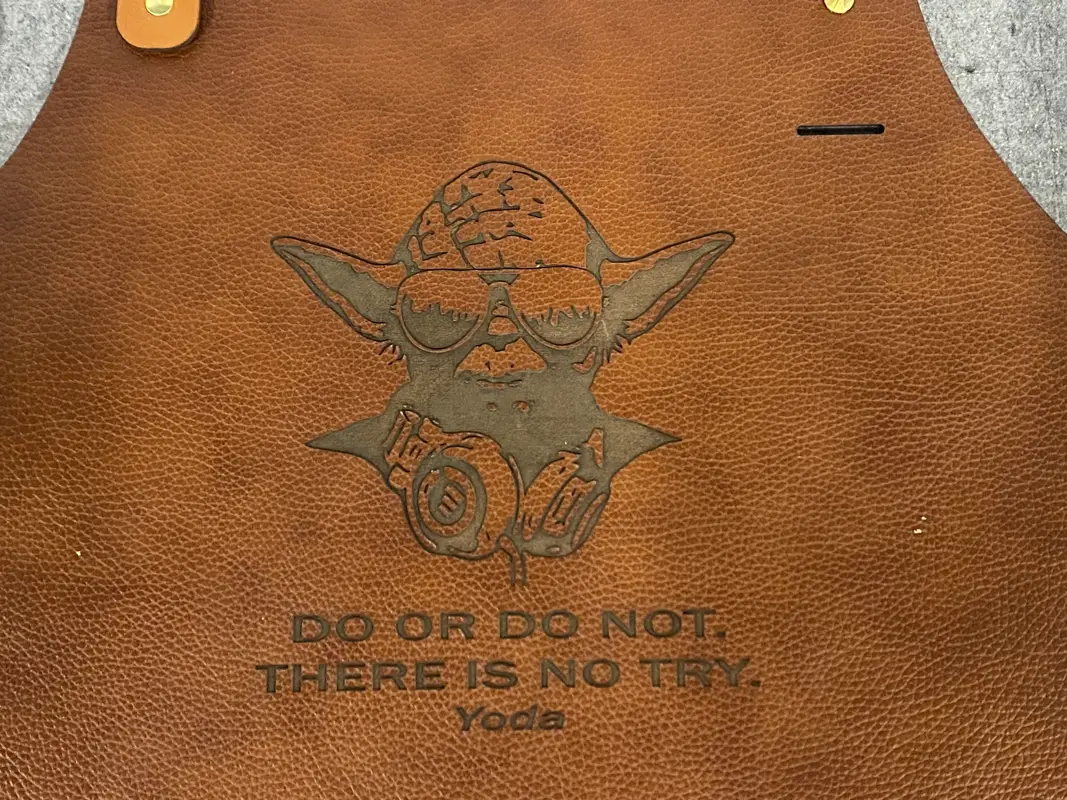 DO OR DO NOT.
THERE IS NO TRY.
Yoda